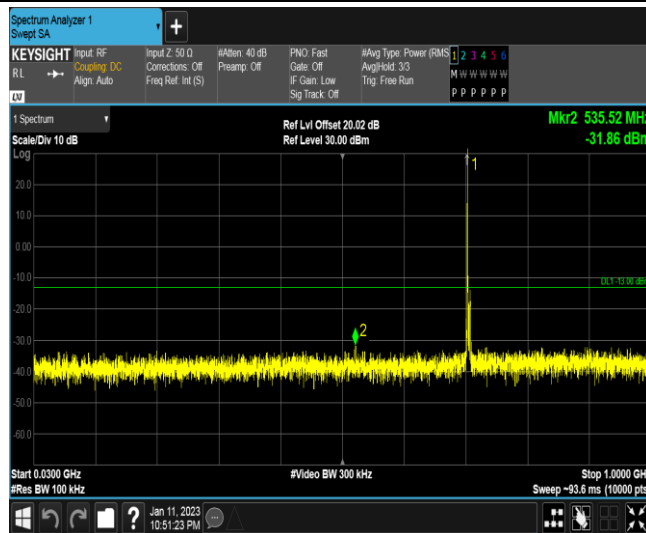 Spectrum Analyzer 1
Swept SA
KEYSIGHT
RL
LXI
Input: RF
Coupling: DC
Align: Auto
Input Z: 50 Ω
Corrections: Off
Freq Ref: Int (S)
#Atten: 40 dB
Preamp: Off
PNO: Fast
Gate: Off
IF Gain: Low
Sig Track: Off
#Avg Type: Power (RMS
Avg|Hold: 3/3
Trig: Free Run
1 2 3 4 5 6
M W W W W W
P P P P P P
1 Spectrum
Scale/Div 10 dB
Ref Lvl Offset 20.02 dB
Ref Level 30.00 dBm
Mkr2 535.52 MHz
-31.86 dBm
Log
1
20.0
10.0
0.00
-10.0
DL1 -13.00 dBm
-20.0
-30.0
2
-40.0
-50.0
-60.0
Start 0.0300 GHz
#Res BW 100 kHz
#Video BW 300 kHz
Stop 1.0000 GH
Sweep ~93.6 ms (10000 pts
Jan 11, 2023
10:51:23 PM